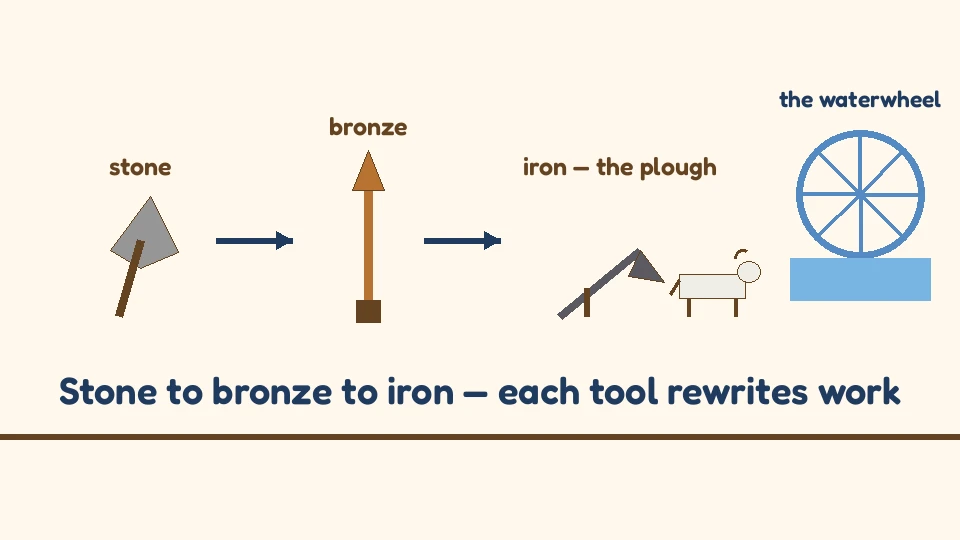 stone
bronze
iron — the plough
the waterwheel
Stone to bronze to iron — each tool rewrites work